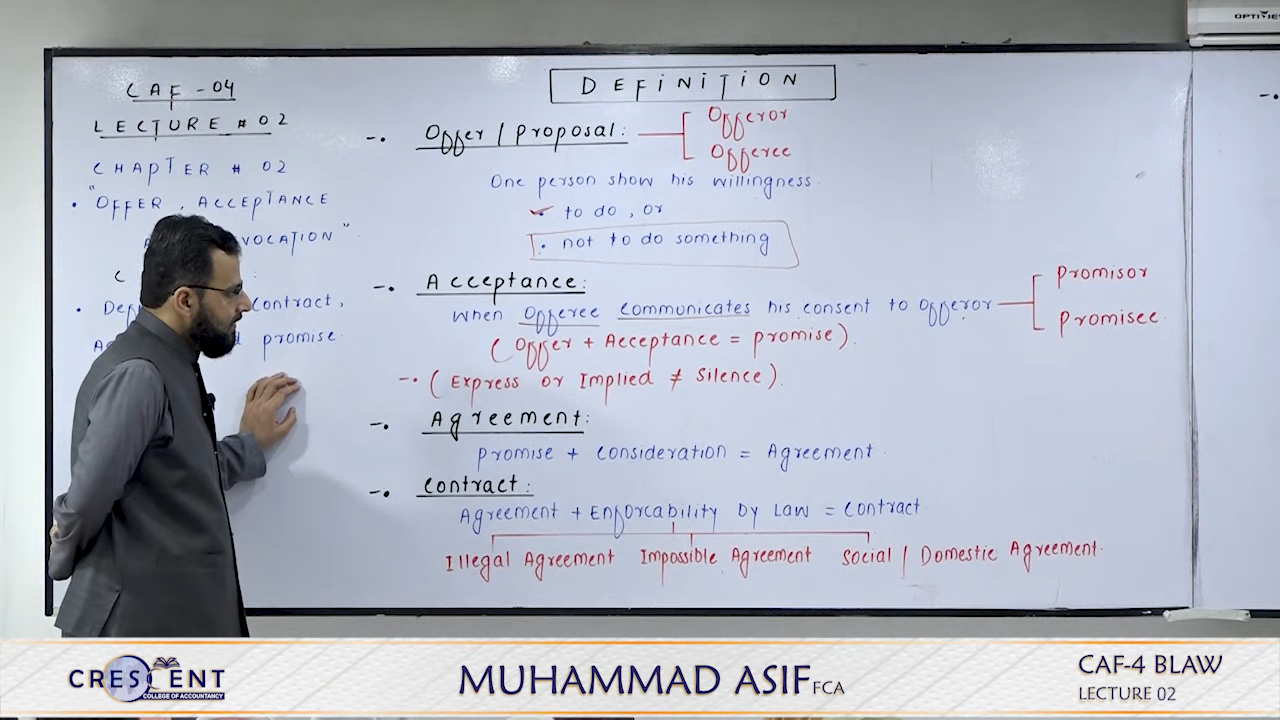 OPTIVIE
CAF - 04
LECTURE # 02
CHAPTER # 02
• "OFFER, ACCEPTANCE
VOCATION"
contract,
promise.
DEFINITION
-• Offer / Proposal:
Offeror
Offeree
One person show his willingness.
• to do, or
• not to do something
-• Acceptance:
When Offeree communicates his consent to Offeror
Promisor
Promisee
(Offer + Acceptance = promise).
-• (Express or Implied ≠ Silence).
-• Agreement:
Promise + Consideration = Agreement.
-• Contract:
Agreement + Enforcability by Law = Contract.
Illegal Agreement Impossible Agreement Social / Domestic Agreement.
CRESCENT
COLLEGE OF ACCOUNTANCY
MUHAMMAD ASIF FCA
CAF-4 BLAW
LECTURE 02